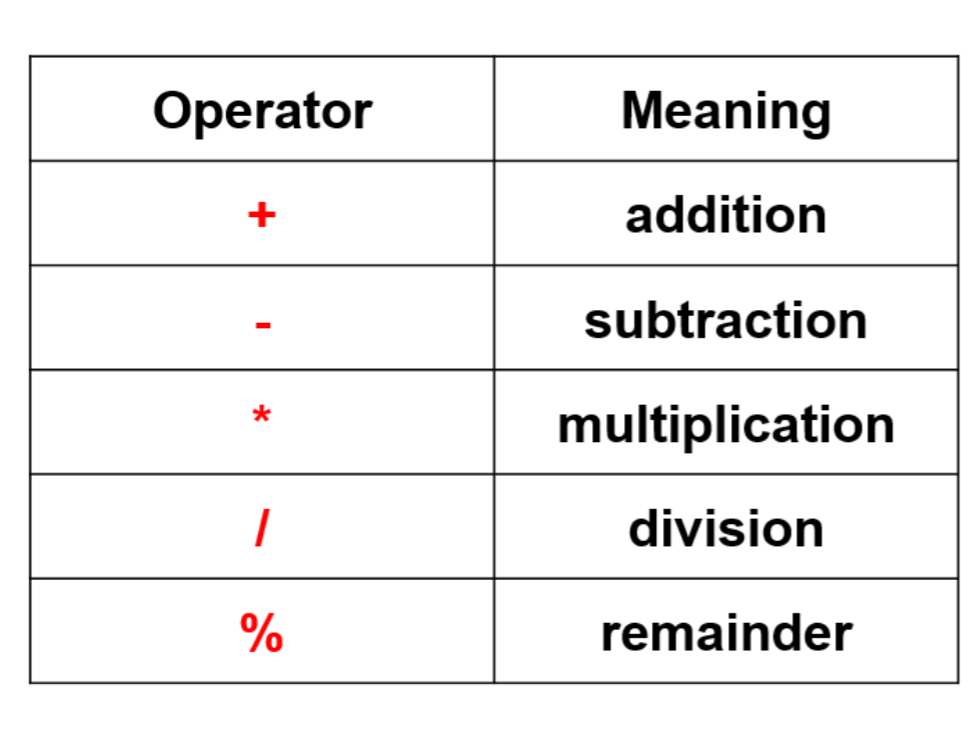 Operator Meaning
+ addition
- subtraction
* multiplication
/ division
% remainder